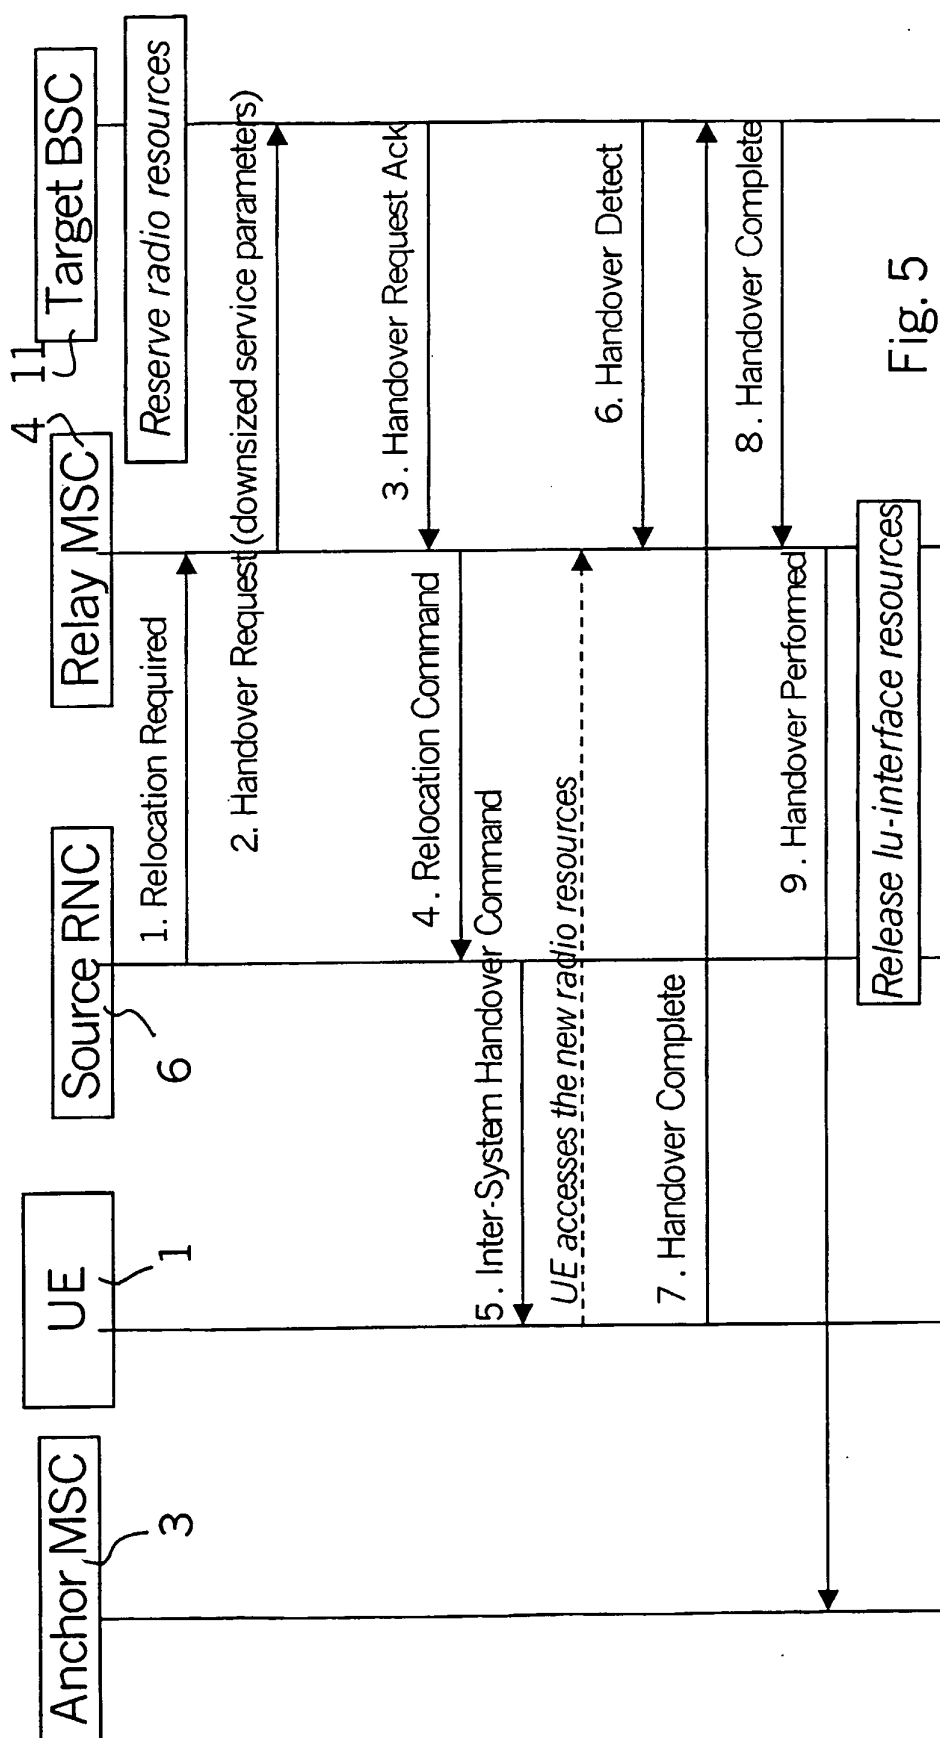 Anchor MSC
3
UE
1
Source RNC
6
Relay MSC
4
Target BSC
11
Reserve radio resources
1. Relocation Required
2. Handover Request (downsized service parameters)
3. Handover Request Ack
4. Relocation Command
5. Inter-System Handover Command
UE accesses the new radio resources
6. Handover Detect
7. Handover Complete
8. Handover Complete
9. Handover Performed
Release Iu-interface resources
Fig. 5